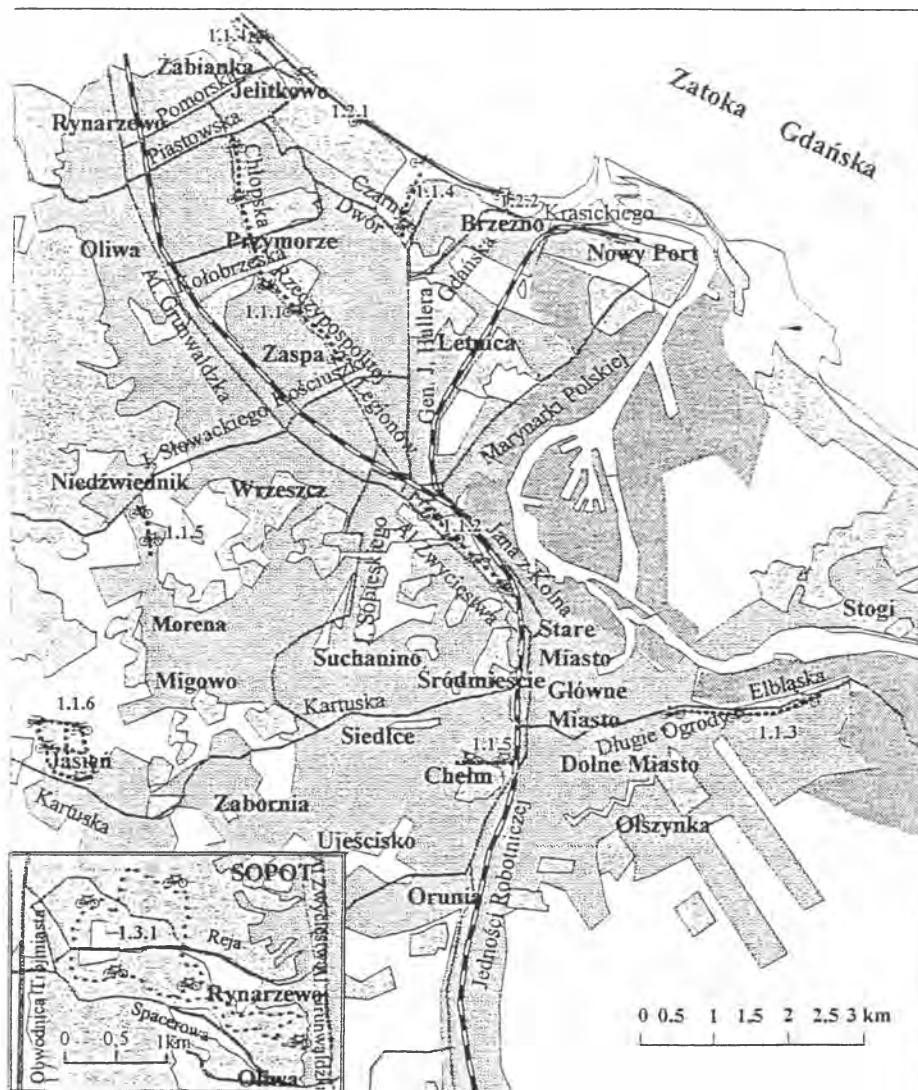 1.1.4
Żabianka
Jelitkowo
Pomorska
Rynarzewo
Piastowska
1.2.1
Zatoka Gdańska
Chłopska
Czarny
Dwór
1.1.4
1.2.2
Krasickiego
Brzeźno
Nowy Port
Oliwa
Przymorze
Kołobrzeska
Gdańska
Al. Grunwaldzka
Rzeczypospolitej
1.1.1
Gen. J. Hallera
Letnica
Zaspa
Legionów
Marynarki Polskiej
J. Słowackiego
Kościuszki
Niedźwiednik
Wrzeszcz
1.1.5
1.1.2
Jana z Kolna
Al. Zwycięstwa
Sobieskiego
Stogi
Morena
Stare
Miasto
Suchanino
Migowo
Śródmieście
Główne
Miasto
Elbląska
Kartuska
1.1.6
Długie Ogrody
1.1.3
Siedlce
Jasień
1.1.5
Chełm
Dolne Miasto
Kartuska
Zabornia
Olszynka
Ujeścisko
Orunia
Jedności Robotniczej
SOPOT
Obwodnica Trójmiasta
1.3.1
Reja
Rynarzewo
Spacerowa
0 0,5 1km
Oliwa
0 0.5 1 1.5 2 2,5 3 km